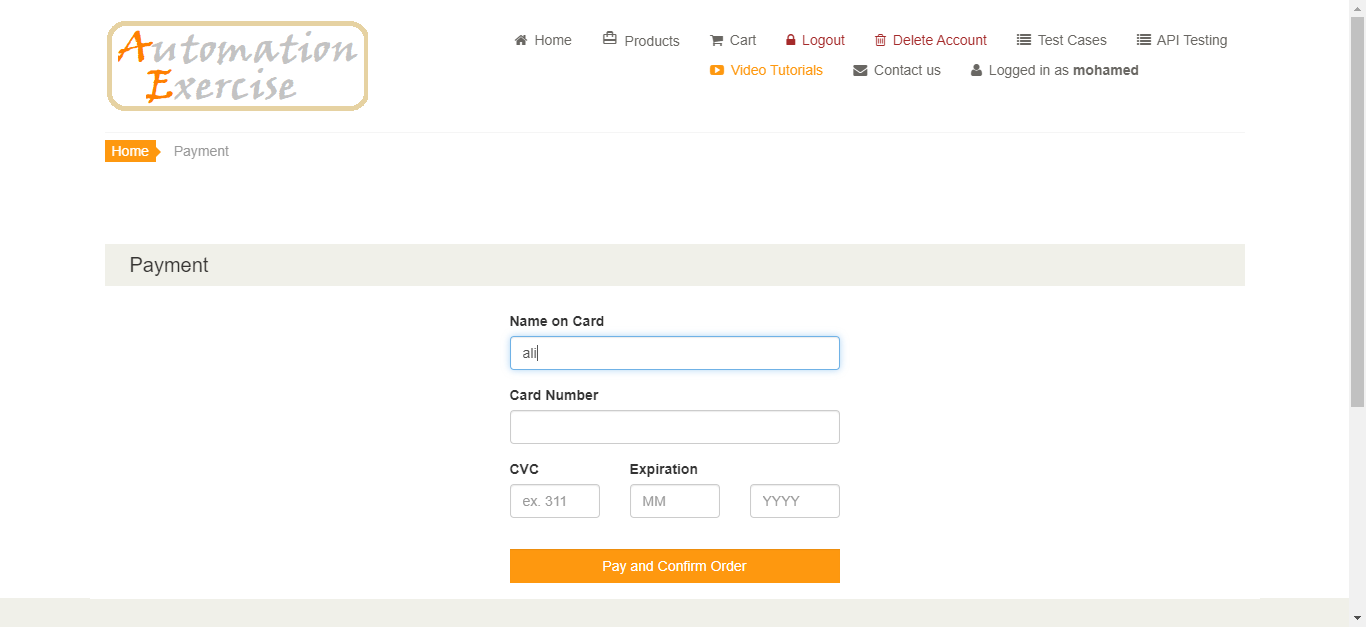 Automation
Exercise
Home Products Cart Logout Delete Account Test Cases API Testing
Video Tutorials Contact us Logged in as mohamed
Home Payment
Payment
Name on Card
ali
Card Number
CVC Expiration
ex. 311 MM YYYY
Pay and Confirm Order